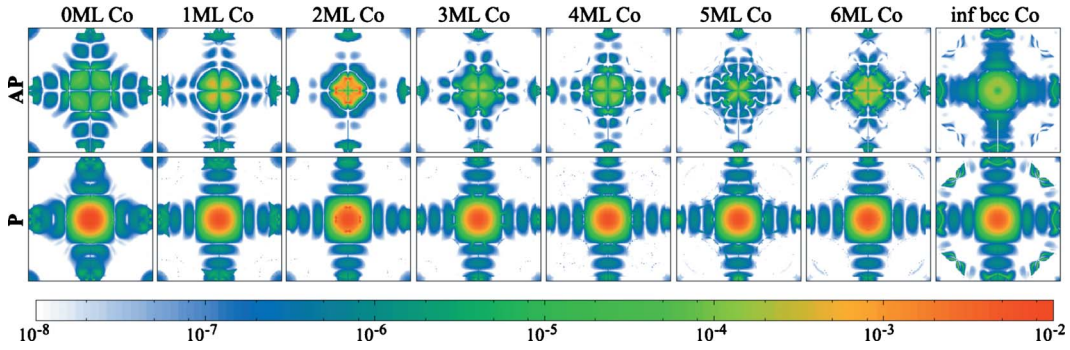 0ML Co 1ML Co 2ML Co 3ML Co 4ML Co 5ML Co 6ML Co inf bcc Co
AP
P
10⁻⁸ 10⁻⁷ 10⁻⁶ 10⁻⁵ 10⁻⁴ 10⁻³ 10⁻²